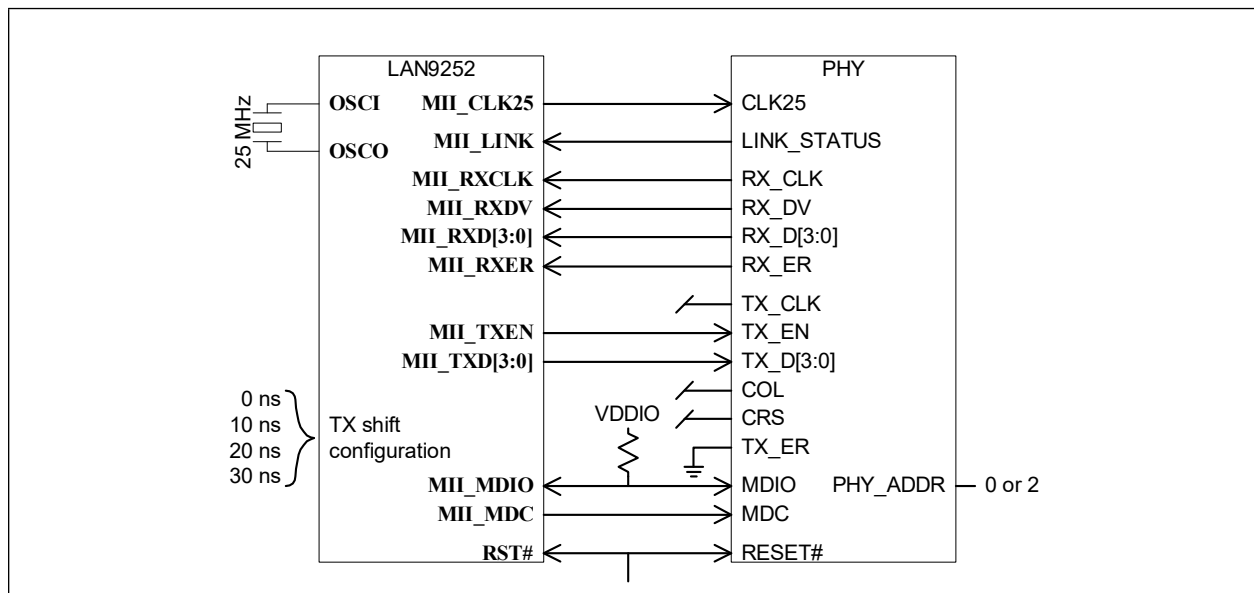 LAN9252 PHY
OSCI MII_CLK25 CLK25
25 MHz
MII_LINK LINK_STATUS
OSCO
MII_RXCLK RX_CLK
MII_RXDV RX_DV
MII_RXD[3:0] RX_D[3:0]
MII_RXER RX_ER
TX_CLK
MII_TXEN TX_EN
MII_TXD[3:0] TX_D[3:0]
COL
0 ns
10 ns
20 ns
30 ns
TX shift
configuration
VDDIO
CRS
TX_ER
MII_MDIO MDIO PHY_ADDR 0 or 2
MII_MDC MDC
RST# RESET#